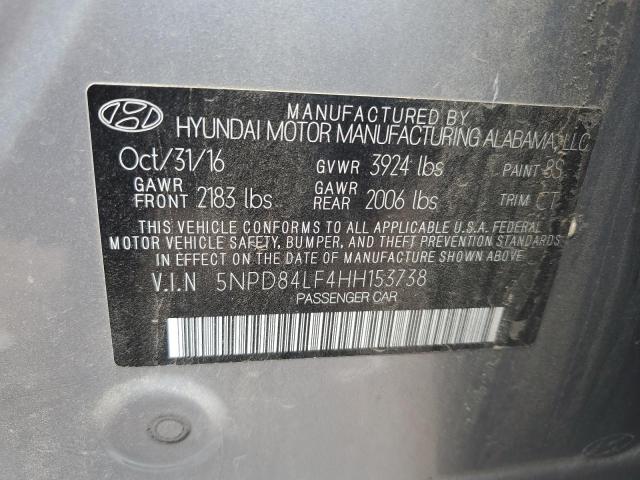 MANUFACTURED BY
HYUNDAI MOTOR MANUFACTURING ALABAMA, LLC
Oct/31/16 GVWR 3924 lbs PAINT 8S
GAWR FRONT 2183 lbs GAWR REAR 2006 lbs TRIM CT
THIS VEHICLE CONFORMS TO ALL APPLICABLE U.S.A. FEDERAL
MOTOR VEHICLE SAFETY, BUMPER, AND THEFT PREVENTION STANDARDS
IN EFFECT ON THE DATE OF MANUFACTURE SHOWN ABOVE.
V.I.N 5NPD84LF4HH153738
PASSENGER CAR